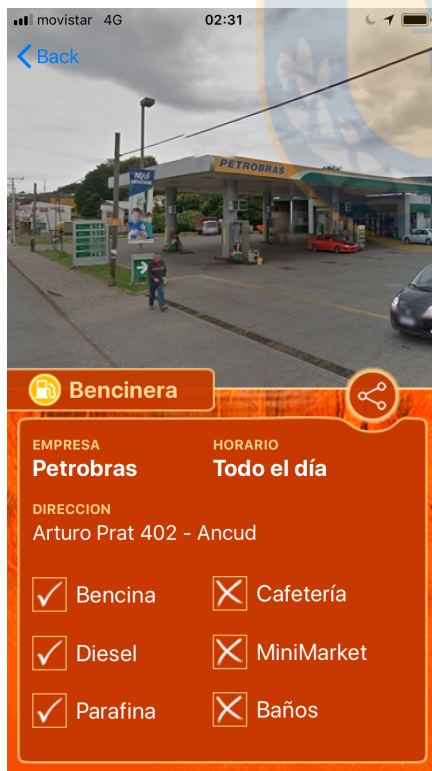 movistar 4G 02:31
Back
AQUÍ
PETROBRAS
Bencinera
EMPRESA HORARIO
Petrobras Todo el día
DIRECCION
Arturo Prat 402 - Ancud
Bencina Cafetería
Diesel MiniMarket
Parafina Baños